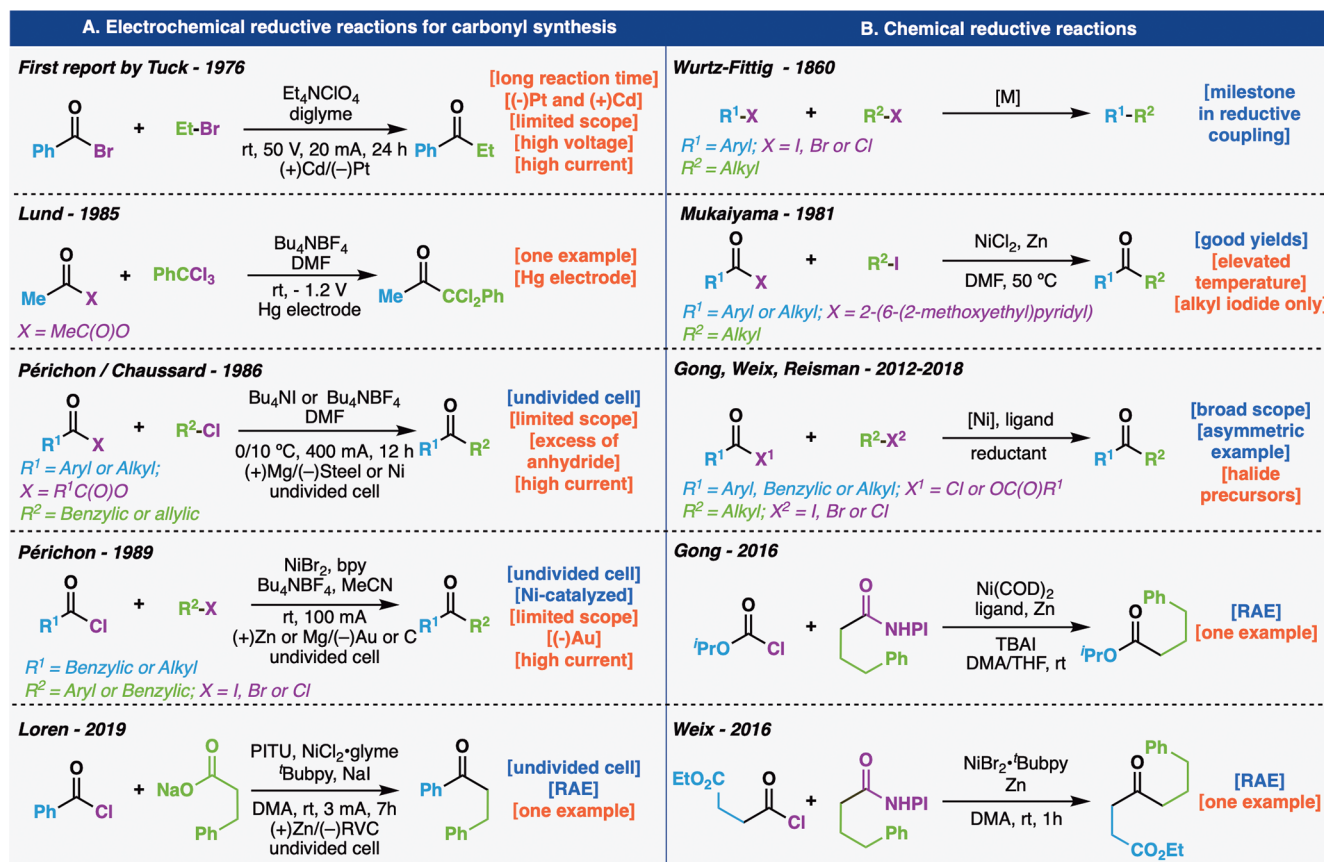 A. Electrochemical reductive reactions for carbonyl synthesis
First report by Tuck - 1976
O
Ph
Br
+
Et-Br
Et₄NClO₄
diglyme
rt, 50 V, 20 mA, 24 h
(+)Cd/(–)Pt
O
Ph
Et
[long reaction time]
[(-)Pt and (+)Cd]
[limited scope]
[high voltage]
[high current]
Lund - 1985
O
Me
X
+
PhCCl₃
Bu₄NBF₄
DMF
rt, - 1.2 V
Hg electrode
O
Me
CCl₂Ph
[one example]
[Hg electrode]
X = MeC(O)O
Périchon / Chaussard - 1986
O
R¹
X
+
R²-Cl
Bu₄NI or Bu₄NBF₄
DMF
0/10 ºC, 400 mA, 12 h
(+)Mg/(–)Steel or Ni
undivided cell
O
R¹
R²
[undivided cell]
[limited scope]
[excess of
anhydride]
[high current]
R¹ = Aryl or Alkyl;
X = R¹C(O)O
R² = Benzylic or allylic
Périchon - 1989
O
R¹
Cl
+
R²-X
NiBr₂, bpy
Bu₄NBF₄, MeCN
rt, 100 mA
(+)Zn or Mg/(–)Au or C
undivided cell
O
R¹
R²
[undivided cell]
[Ni-catalyzed]
[limited scope]
[(-)Au]
[high current]
R¹ = Benzylic or Alkyl
R² = Aryl or Benzylic; X = I, Br or Cl
Loren - 2019
O
Ph
Cl
+
O
NaO
Ph
PITU, NiCl₂•glyme
ᵗBubpy, NaI
DMA, rt, 3 mA, 7h
(+)Zn/(–)RVC
undivided cell
O
Ph
Ph
[undivided cell]
[RAE]
[one example]
B. Chemical reductive reactions
Wurtz-Fittig - 1860
R¹-X
+
R²-X
[M]
R¹-R²
[milestone
in reductive
coupling]
R¹ = Aryl; X = I, Br or Cl
R² = Alkyl
Mukaiyama - 1981
O
R¹
X
+
R²-I
NiCl₂, Zn
DMF, 50 ºC
O
R¹
R²
[good yields]
[elevated
temperature]
[alkyl iodide only]
R¹ = Aryl or Alkyl; X = 2-(6-(2-methoxyethyl)pyridyl)
R² = Alkyl
Gong, Weix, Reisman - 2012-2018
O
R¹
X¹
+
R²-X²
[Ni], ligand
reductant
O
R¹
R²
[broad scope]
[asymmetric
example]
[halide
precursors]
R¹ = Aryl, Benzylic or Alkyl; X¹ = Cl or OC(O)R¹
R² = Alkyl; X² = I, Br or Cl
Gong - 2016
O
ⁱPrO
Cl
+
O
NHPI
Ph
Ni(COD)₂
ligand, Zn
TBAI
DMA/THF, rt
Ph
O
ⁱPrO
[RAE]
[one example]
Weix - 2016
EtO₂C
O
Cl
+
O
NHPI
Ph
NiBr₂•ᵗBubpy
Zn
DMA, rt, 1h
Ph
O
CO₂Et
[RAE]
[one example]